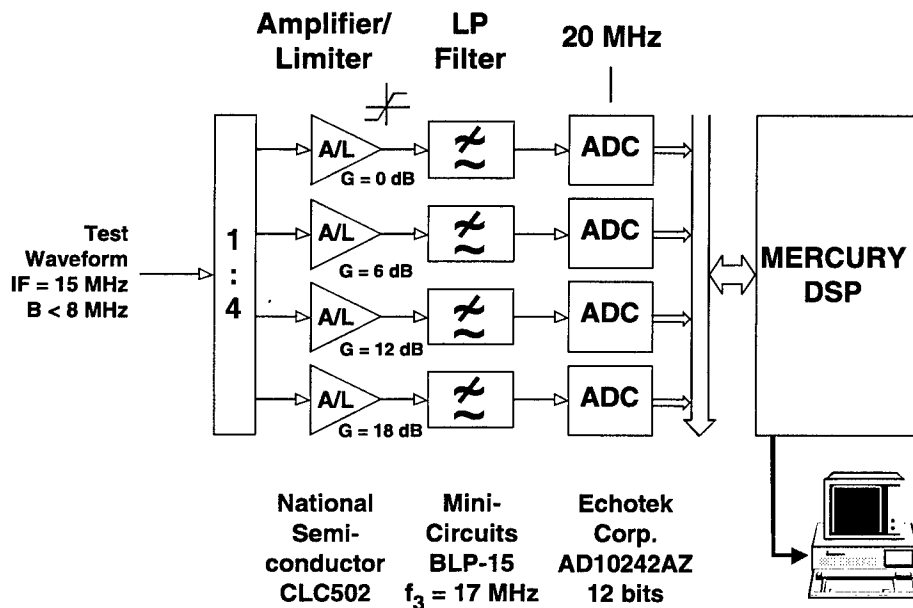 Amplifier/
Limiter
LP
Filter
20 MHz
Test
Waveform
IF = 15 MHz
B < 8 MHz
1
:
4
A/L
G = 0 dB
ADC
A/L
G = 6 dB
ADC
A/L
G = 12 dB
ADC
A/L
G = 18 dB
ADC
MERCURY
DSP
National
Semi-
conductor
CLC502
Mini-
Circuits
BLP-15
f₃ = 17 MHz
Echotek
Corp.
AD10242AZ
12 bits